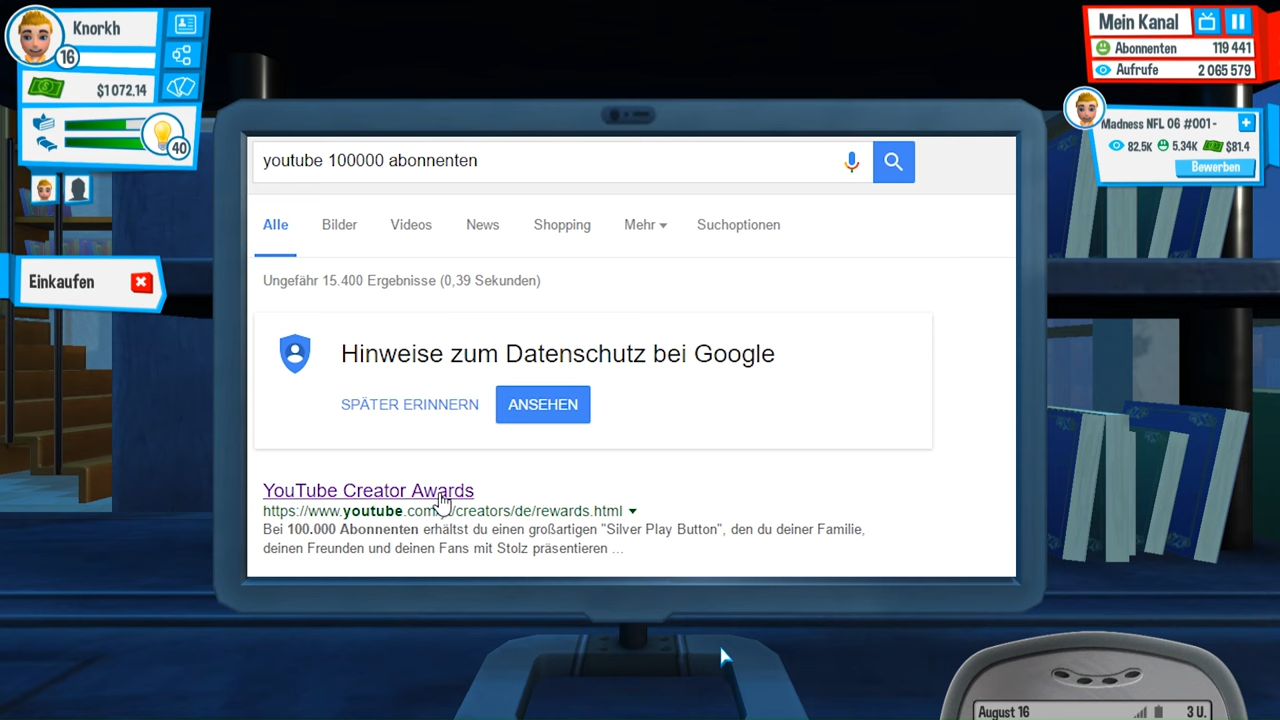 Knorkh
16
$1 072.14
40
Einkaufen
youtube 100000 abonnenten
Alle Bilder Videos News Shopping Mehr Suchoptionen
Ungefähr 15.400 Ergebnisse (0,39 Sekunden)
Hinweise zum Datenschutz bei Google
SPÄTER ERINNERN ANSEHEN
YouTube Creator Awards
https://www.youtube.com/creators/de/rewards.html
Bei 100.000 Abonnenten erhältst du einen großartigen "Silver Play Button", den du deiner Familie,
deinen Freunden und deinen Fans mit Stolz präsentieren ...
Mein Kanal
Abonnenten 119 441
Aufrufe 2 065 579
Madness NFL 06 #001 -
82.5K 5.34K $81.4
Bewerben
August 16 3 U.